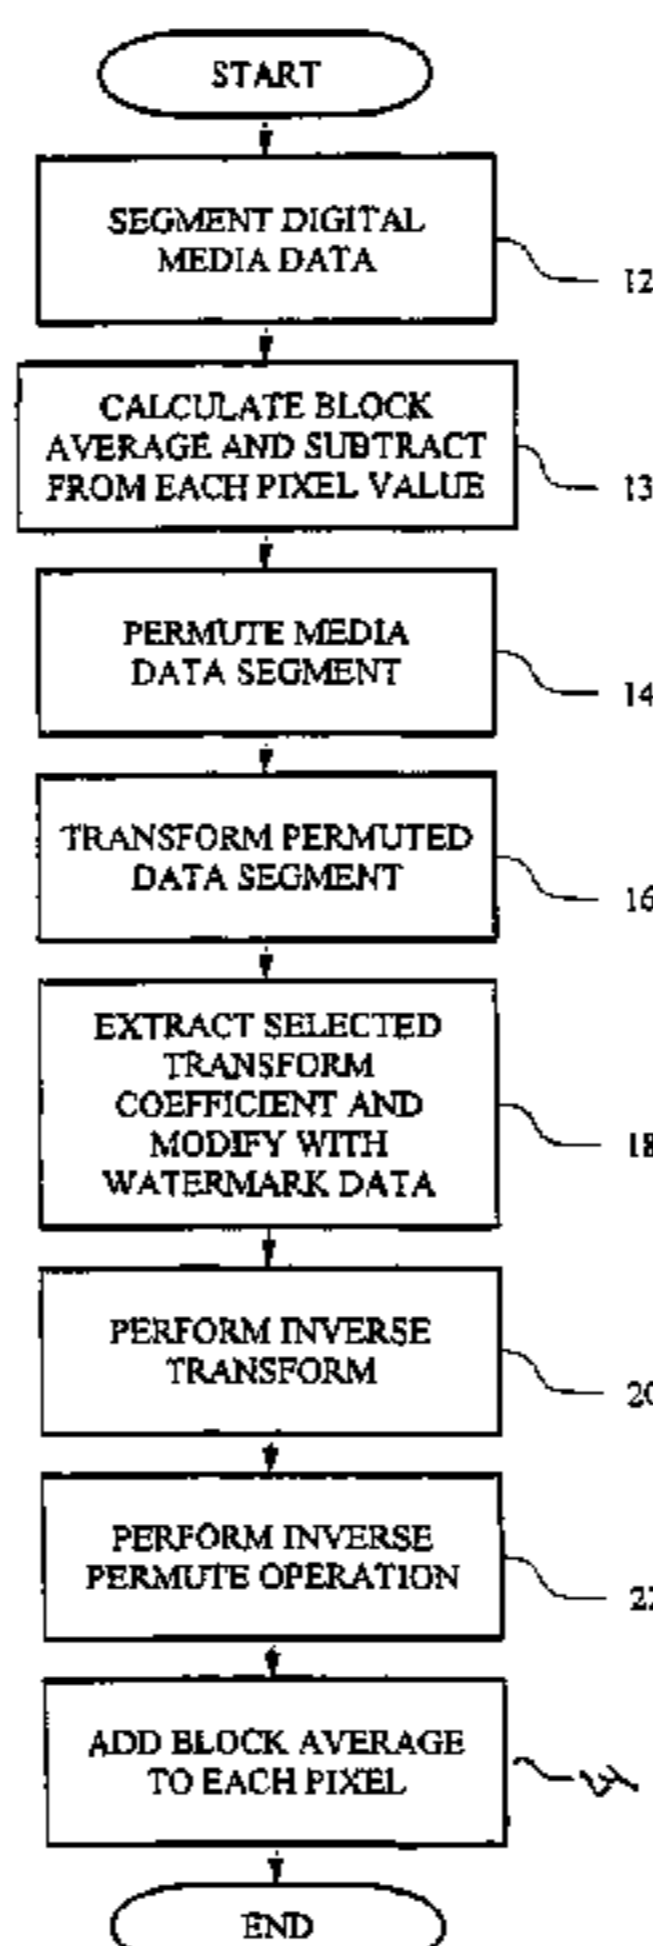 START
SEGMENT DIGITAL
MEDIA DATA
12
CALCULATE BLOCK
AVERAGE AND SUBTRACT
FROM EACH PIXEL VALUE
13
PERMUTE MEDIA
DATA SEGMENT
14
TRANSFORM PERMUTED
DATA SEGMENT
16
EXTRACT SELECTED
TRANSFORM
COEFFICIENT AND
MODIFY WITH
WATERMARK DATA
18
PERFORM INVERSE
TRANSFORM
20
PERFORM INVERSE
PERMUTE OPERATION
22
ADD BLOCK AVERAGE
TO EACH PIXEL
24
END